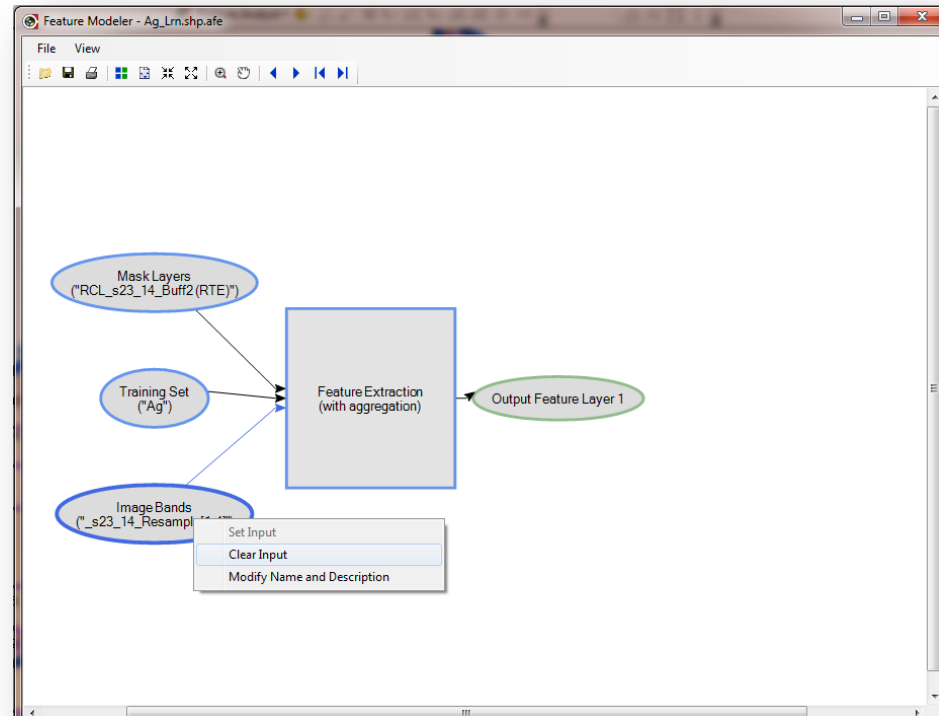 Feature Modeler - Ag_Lrn.shp.afe
File View
Mask Layers
("RCL_s23_14_Buff2 (RTE)")
Training Set
("Ag")
Feature Extraction
(with aggregation)
Output Feature Layer 1
Image Bands
("_s23_14_Resampl
Set Input
Clear Input
Modify Name and Description